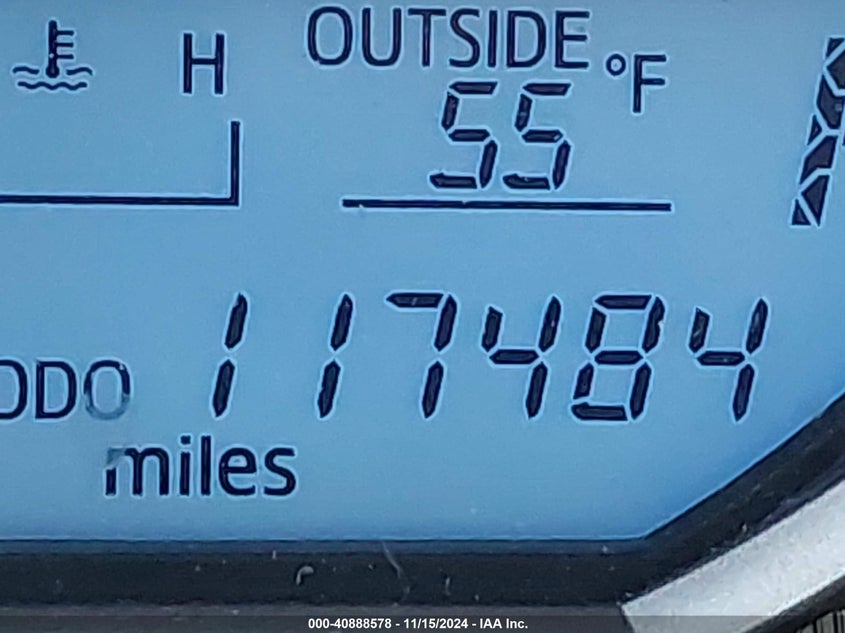 H
OUTSIDE
55 °F
ODO 117484
miles
000-40888578 - 11/15/2024 - IAA Inc.